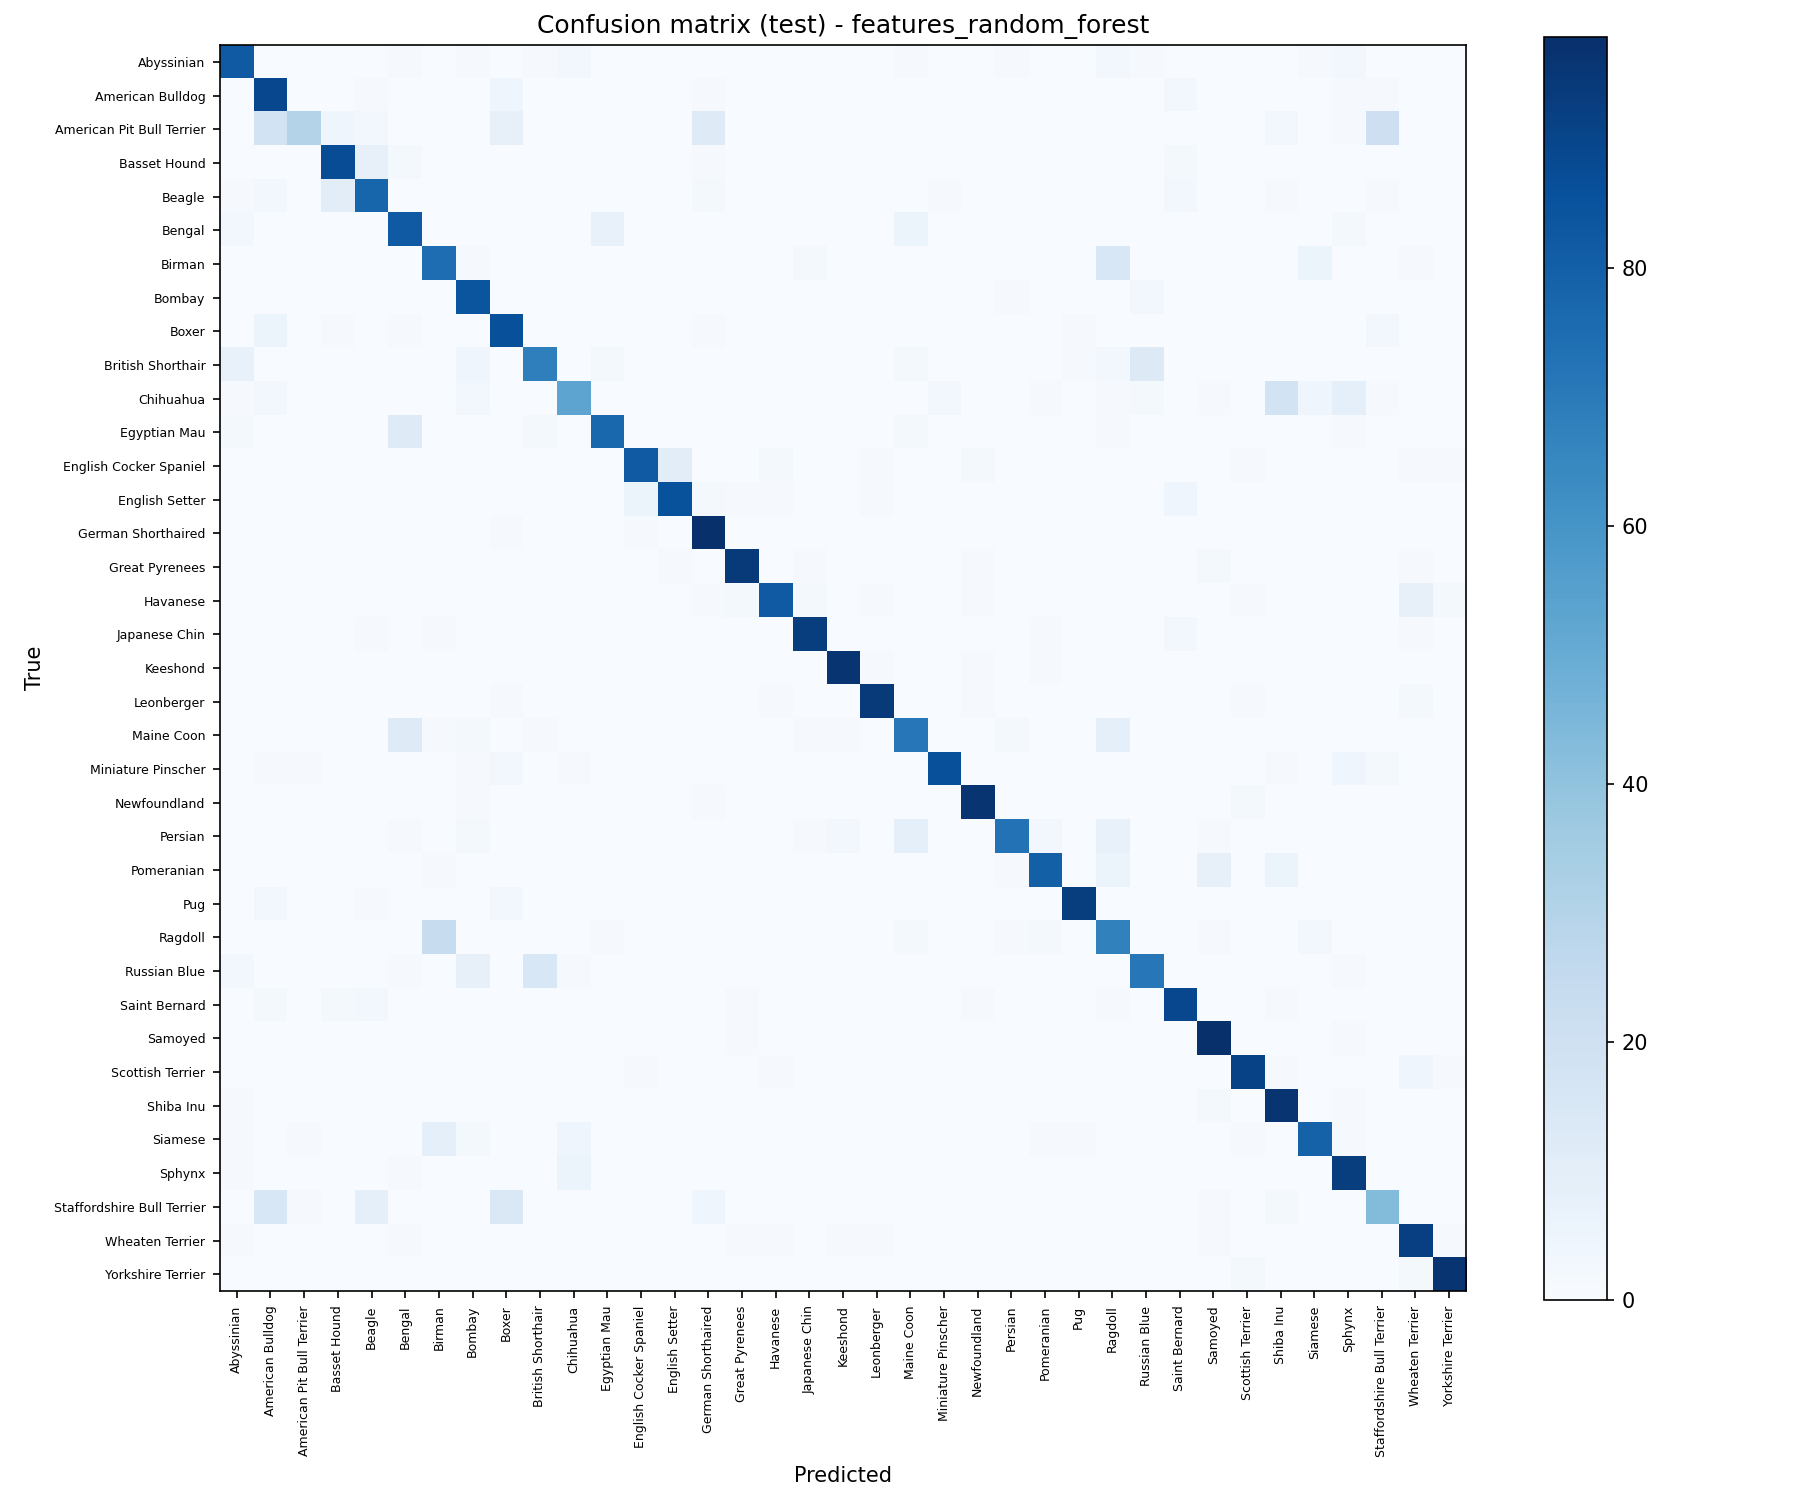 Confusion matrix (test) - features_random_forest
True
Abyssinian
American Bulldog
American Pit Bull Terrier
Basset Hound
Beagle
Bengal
Birman
Bombay
Boxer
British Shorthair
Chihuahua
Egyptian Mau
English Cocker Spaniel
English Setter
German Shorthaired
Great Pyrenees
Havanese
Japanese Chin
Keeshond
Leonberger
Maine Coon
Miniature Pinscher
Newfoundland
Persian
Pomeranian
Pug
Ragdoll
Russian Blue
Saint Bernard
Samoyed
Scottish Terrier
Shiba Inu
Siamese
Sphynx
Staffordshire Bull Terrier
Wheaten Terrier
Yorkshire Terrier
Abyssinian
American Bulldog
American Pit Bull Terrier
Basset Hound
Beagle
Bengal
Birman
Bombay
Boxer
British Shorthair
Chihuahua
Egyptian Mau
English Cocker Spaniel
English Setter
German Shorthaired
Great Pyrenees
Havanese
Japanese Chin
Keeshond
Leonberger
Maine Coon
Miniature Pinscher
Newfoundland
Persian
Pomeranian
Pug
Ragdoll
Russian Blue
Saint Bernard
Samoyed
Scottish Terrier
Shiba Inu
Siamese
Sphynx
Staffordshire Bull Terrier
Wheaten Terrier
Yorkshire Terrier
Predicted
80
60
40
20
0